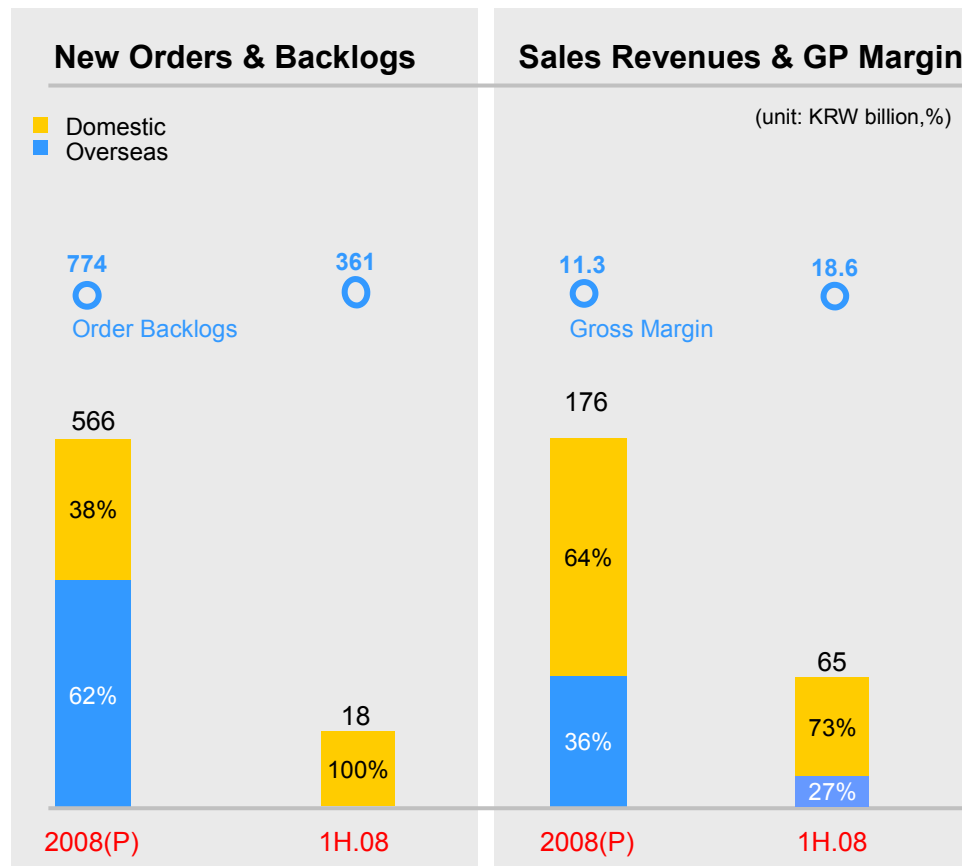 New Orders & Backlogs
Domestic
Overseas
774
361
Order Backlogs
566
38%
62%
18
100%
2008(P)
1H.08
Sales Revenues & GP Margin
(unit: KRW billion,%)
11.3
18.6
Gross Margin
176
64%
36%
65
73%
27%
2008(P)
1H.08